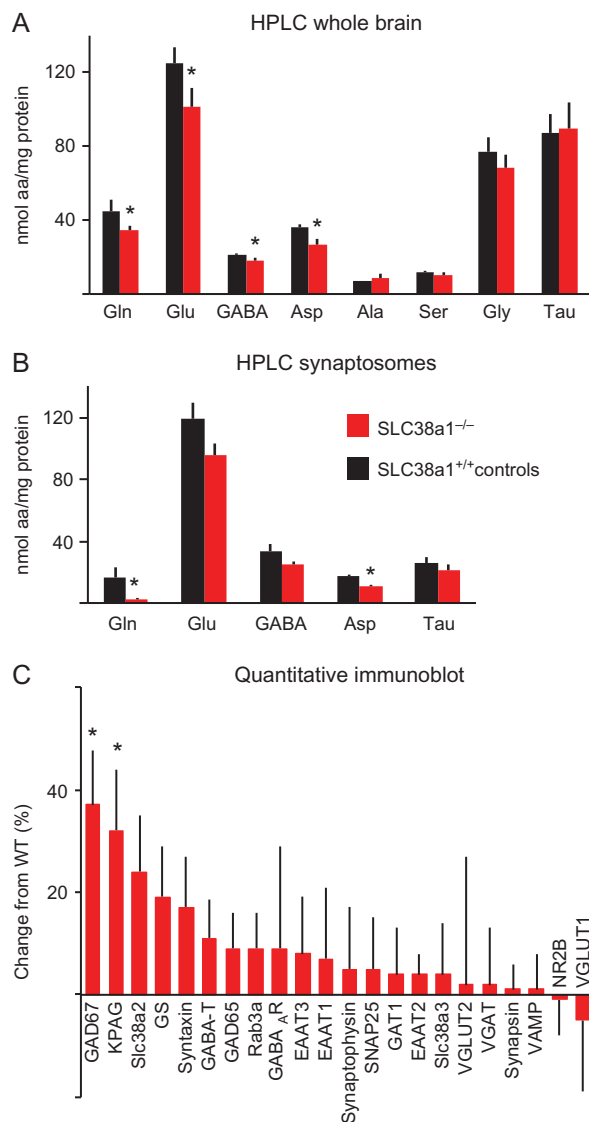 A
HPLC whole brain
nmol aa/mg protein
120
80
40
*
*
*
*
Gln Glu GABA Asp Ala Ser Gly Tau
B
HPLC synaptosomes
nmol aa/mg protein
120
80
40
SLC38a1–/–
SLC38a1+/+controls
*
*
Gln Glu GABA Asp Tau
C
Quantitative immunoblot
Change from WT (%)
40
20
*
*
GAD67
KPAG
Slc38a2
GS
Syntaxin
GABA-T
GAD65
Rab3a
GABA AR
EAAT3
EAAT1
Synaptophysin
SNAP25
GAT1
EAAT2
Slc38a3
VGLUT2
VGAT
Synapsin
VAMP
NR2B
VGLUT1